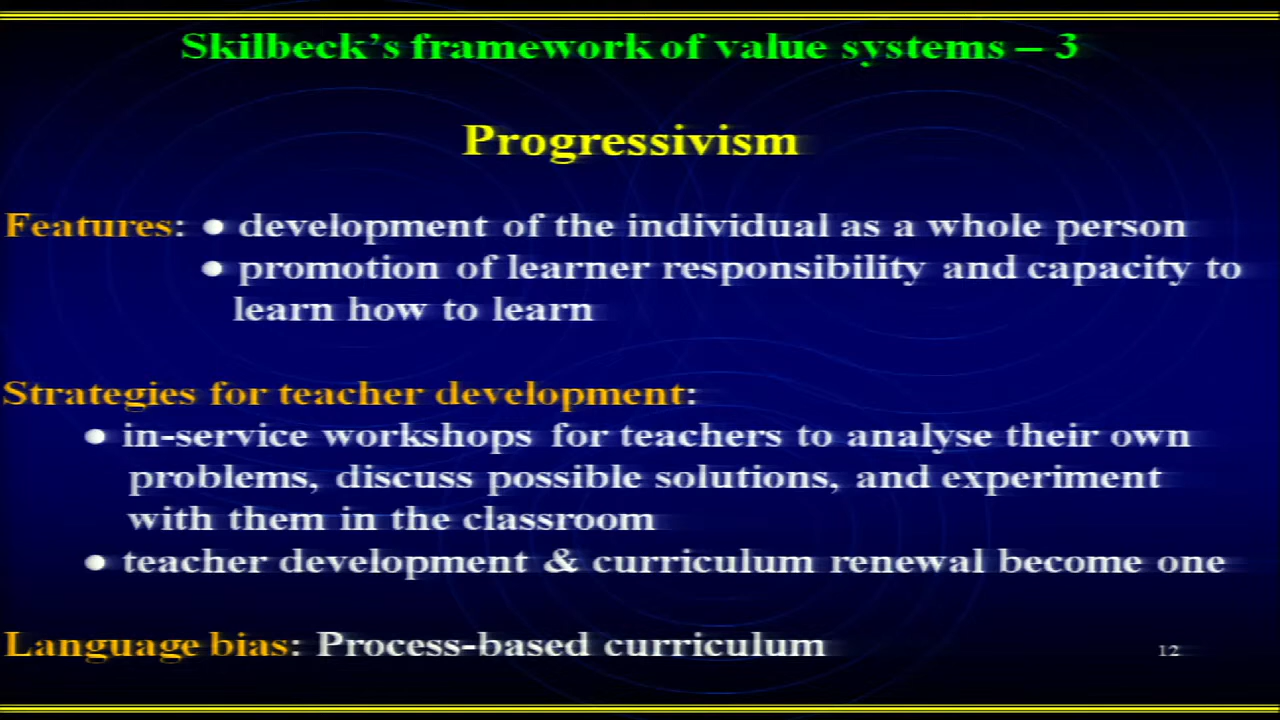 Skilbeck's framework of value systems – 3
Progressivism
Features: ● development of the individual as a whole person
● promotion of learner responsibility and capacity to
learn how to learn
Strategies for teacher development:
● in-service workshops for teachers to analyse their own
problems, discuss possible solutions, and experiment
with them in the classroom
● teacher development & curriculum renewal become one
Language bias: Process-based curriculum
12